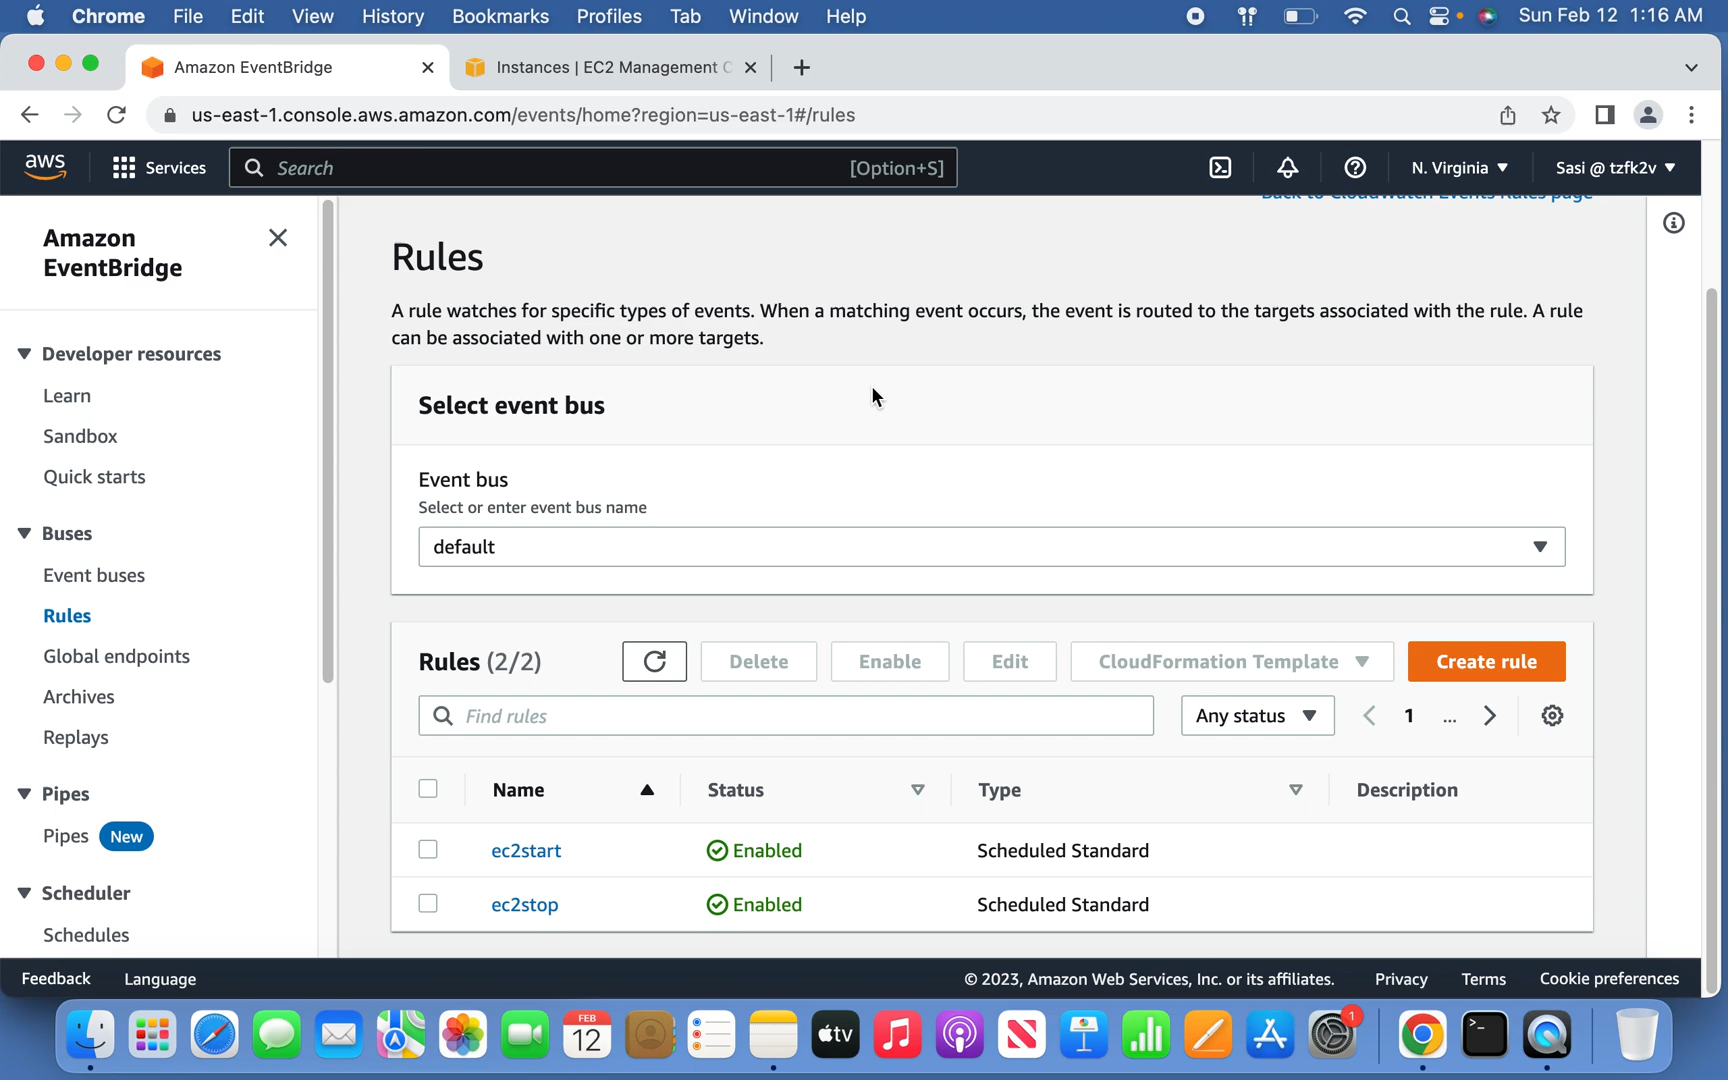 Chrome File Edit View History Bookmarks Profiles Tab Window Help Sun Feb 12 1:16 AM
Amazon EventBridge
Instances | EC2 Management C
us-east-1.console.aws.amazon.com/events/home?region=us-east-1#/rules
aws Services Search [Option+S] N. Virginia Sasi @ tzfk2v
Back to CloudWatch Events Rules page
Amazon
EventBridge
Developer resources
Learn
Sandbox
Quick starts
Buses
Event buses
Rules
Global endpoints
Archives
Replays
Pipes
Pipes New
Scheduler
Schedules
Rules
A rule watches for specific types of events. When a matching event occurs, the event is routed to the targets associated with the rule. A rule
can be associated with one or more targets.
Select event bus
Event bus
Select or enter event bus name
default
Rules (2/2) Delete Enable Edit CloudFormation Template Create rule
Find rules Any status 1 ...
Name Status Type Description
ec2start Enabled Scheduled Standard
ec2stop Enabled Scheduled Standard
Feedback Language © 2023, Amazon Web Services, Inc. or its affiliates. Privacy Terms Cookie preferences
FEB
12
tv
1